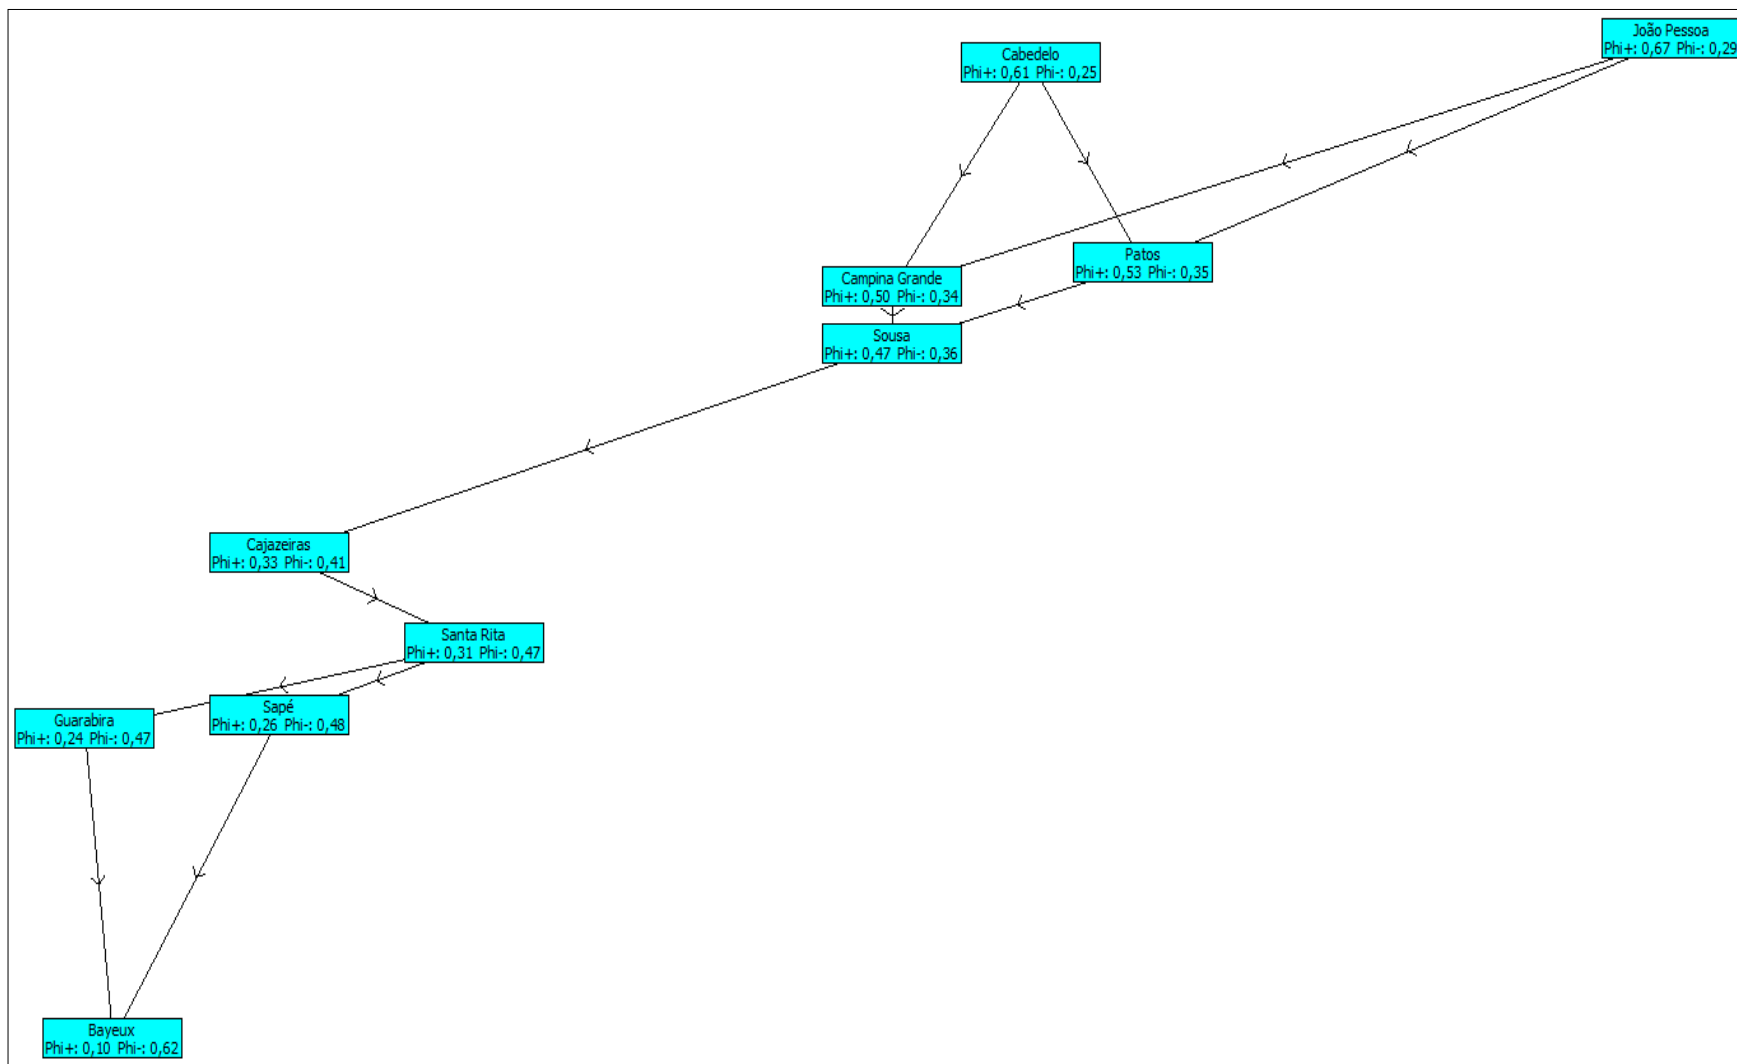 João Pessoa
Phi+: 0,67 Phi-: 0,29
Cabedelo
Phi+: 0,61 Phi-: 0,25
Patos
Phi+: 0,53 Phi-: 0,35
Campina Grande
Phi+: 0,50 Phi-: 0,34
Sousa
Phi+: 0,47 Phi-: 0,36
Cajazeiras
Phi+: 0,33 Phi-: 0,41
Santa Rita
Phi+: 0,31 Phi-: 0,47
Sapé
Phi+: 0,26 Phi-: 0,48
Guarabira
Phi+: 0,24 Phi-: 0,47
Bayeux
Phi+: 0,10 Phi-: 0,62